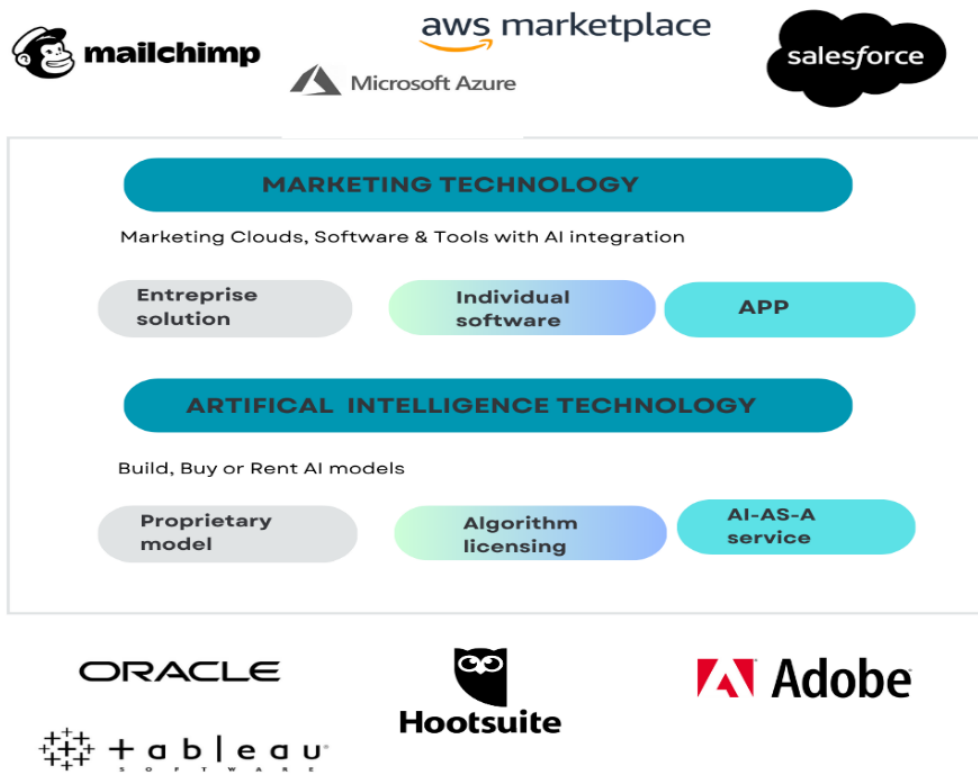 mailchimp
aws marketplace
salesforce
Microsoft Azure
MARKETING TECHNOLOGY
Marketing Clouds, Software & Tools with AI integration
Entreprise
solution
Individual
software
APP
ARTIFICAL INTELLIGENCE TECHNOLOGY
Build, Buy or Rent AI models
Proprietary
model
Algorithm
licensing
AI-AS-A
service
ORACLE
Hootsuite
Adobe
+ableau
SOFTWARE